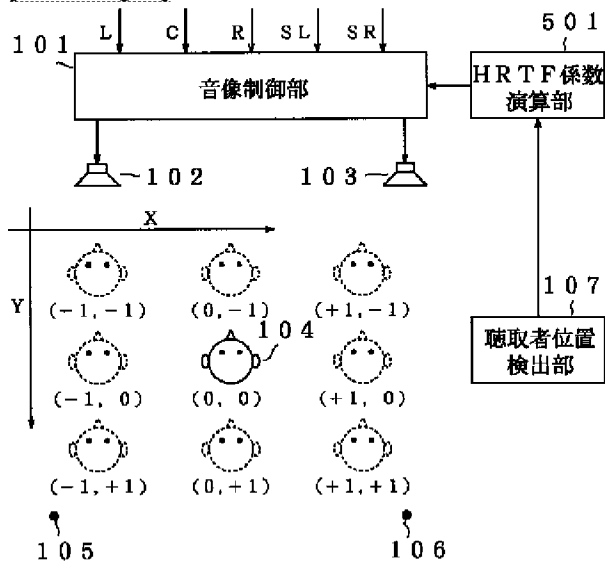 L C R SL SR
101
501
音像制御部
HRTF係数
演算部
102
103
X
Y
107
(-1,-1) (0,-1) (+1,-1)
104
聴取者位置
検出部
(-1, 0) (0, 0) (+1, 0)
(-1,+1) (0,+1) (+1,+1)
105
106